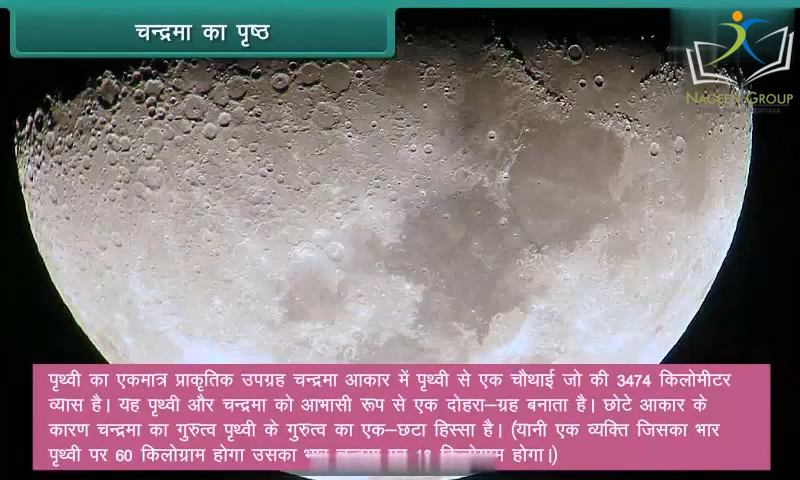 चन्द्रमा का पृष्ठ
NAGEEN GROUP
पृथ्वी का एकमात्र प्राकृतिक उपग्रह चन्द्रमा आकार में पृथ्वी से एक चौथाई जो की 3474 किलोमीटर
व्यास है। यह पृथ्वी और चन्द्रमा को आभासी रूप से एक दोहरा–ग्रह बनाता है। छोटे आकार के
कारण चन्द्रमा का गुरुत्व पृथ्वी के गुरुत्व का एक–छटा हिस्सा है। (यानी एक व्यक्ति जिसका भार
पृथ्वी पर 60 किलोग्राम होगा उसका होगा।)